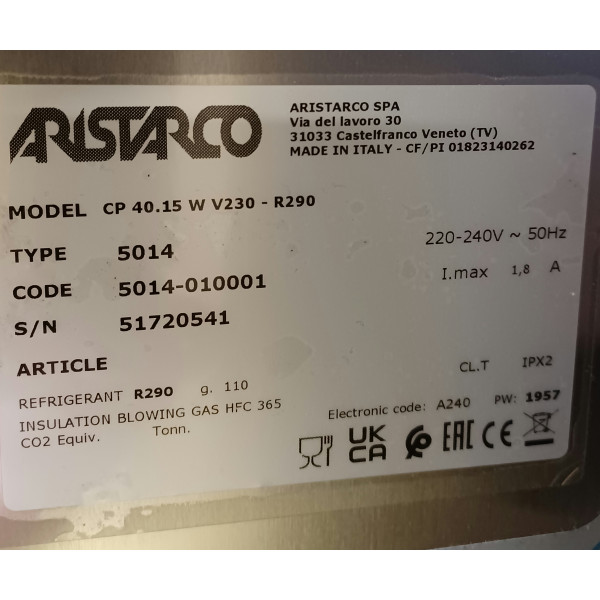 ARISTARCO
ARISTARCO SPA
Via del lavoro 30
31033 Castelfranco Veneto (TV)
MADE IN ITALY - CF/PI 01823140262
MODEL CP 40.15 W V230 - R290
TYPE 5014
220-240V ~ 50Hz
CODE 5014-010001
I.max 1,8 A
S/N 51720541
ARTICLE
CL.T IPX2
REFRIGERANT R290 g. 110
Electronic code: A240 PW: 1957
INSULATION BLOWING GAS HFC 365
CO2 Equiv. Tonn.
UK
CA
EAC
CE